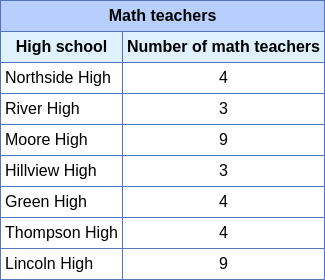 Math teachers
High school Number of math teachers
Northside High 4
River High 3
Moore High 9
Hillview High 3
Green High 4
Thompson High 4
Lincoln High 9